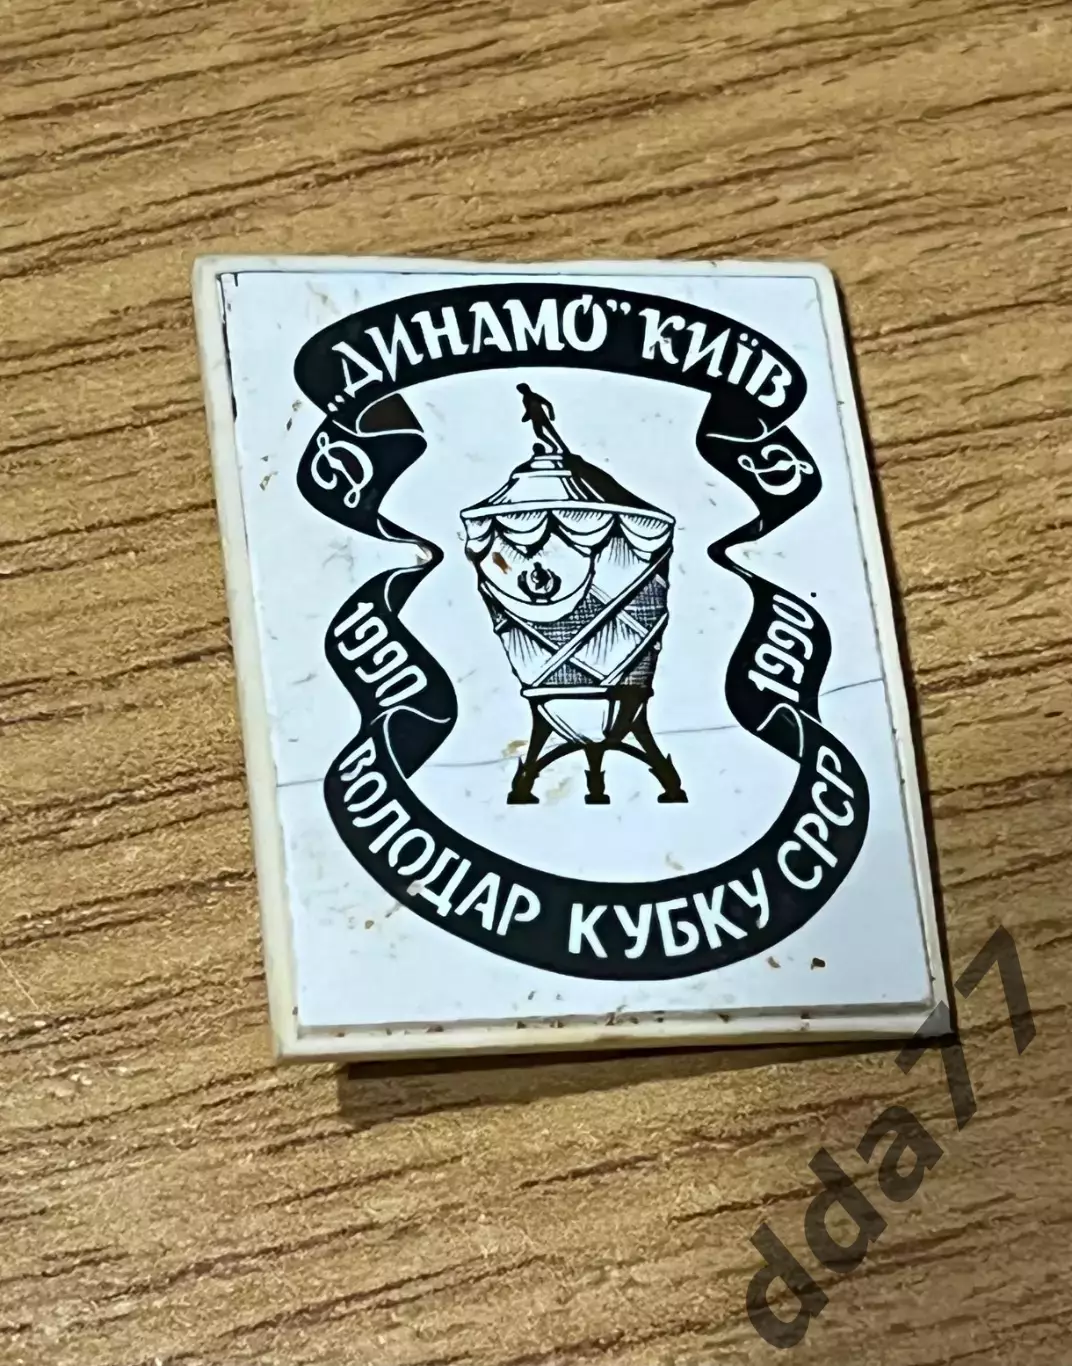 „ДИНАМО" КИЇВ
Д Д
1990 1990
ВОЛОДАР КУБКУ СРСР
dda77